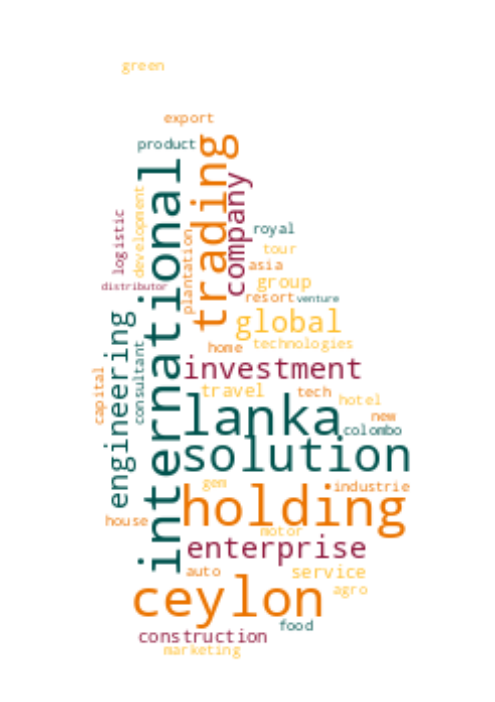 green
export
product
trading
international
company
development
logistic
royal
plantation
tour
asia
group
distributor
resort
venture
global
engineering
consultant
home
technologies
investment
capital
travel
tech
hotel
lanka
new
colombo
solution
gem
industrie
holding
house
motor
enterprise
auto
service
ceylon
agro
food
construction
marketing